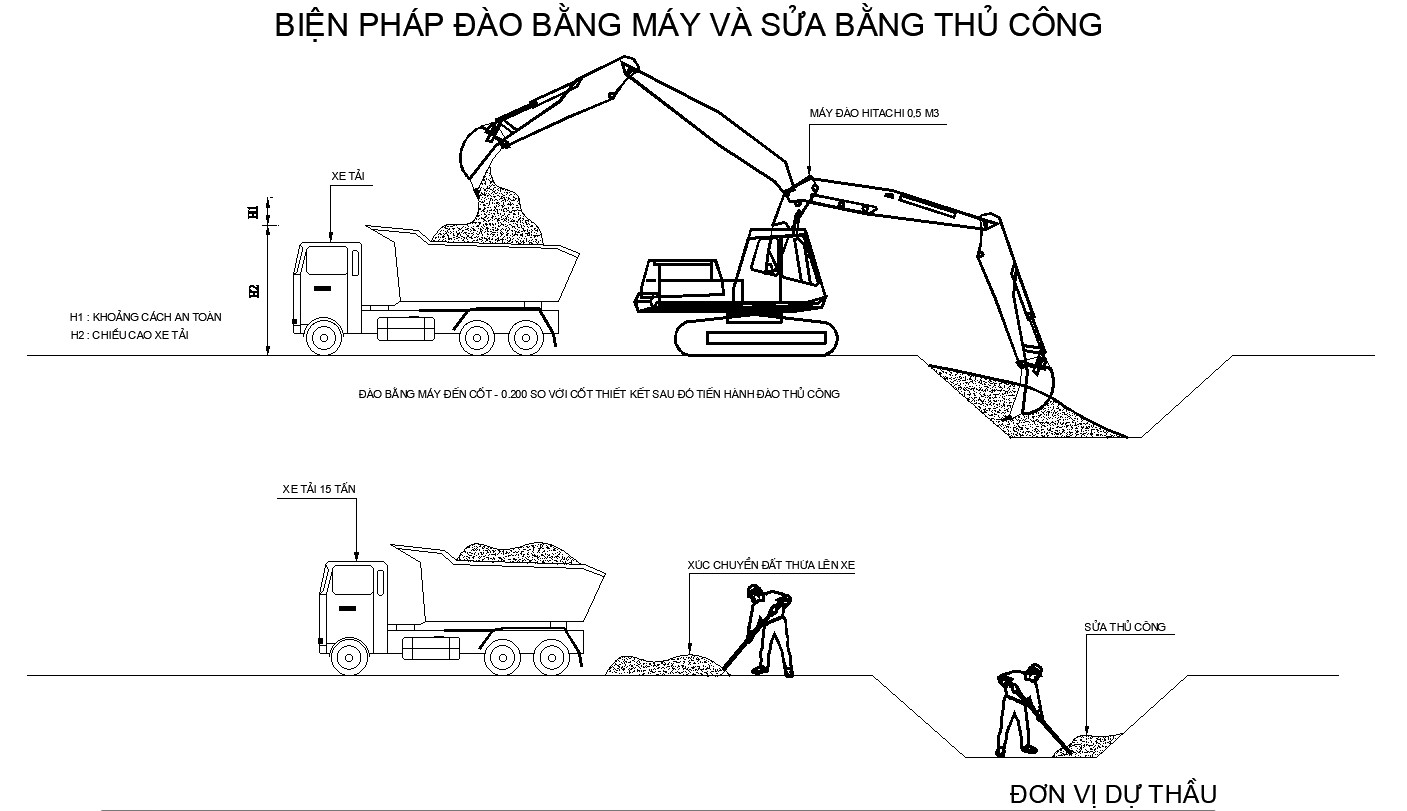 BIỆN PHÁP ĐÀO BẰNG MÁY VÀ SỬA BẰNG THỦ CÔNG
MÁY ĐÀO HITACHI 0,5 M3
XE TẢI
H1
H2
H1 : KHOẢNG CÁCH AN TOÀN
H2 : CHIỀU CAO XE TẢI
ĐÀO BẰNG MÁY ĐẾN CỐT - 0.200 SO VỚI CỐT THIẾT KẾT SAU ĐÓ TIẾN HÀNH ĐÀO THỦ CÔNG
XE TẢI 15 TẤN
XÚC CHUYỂN ĐẤT THỪA LÊN XE
SỬA THỦ CÔNG
ĐƠN VỊ DỰ THẦU